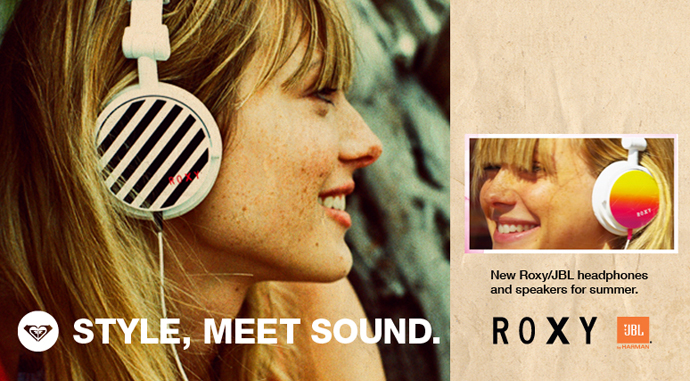 ROXY
STYLE, MEET SOUND.
ROXY
New Roxy/JBL headphones
and speakers for summer.
ROXY
JBL
by HARMAN